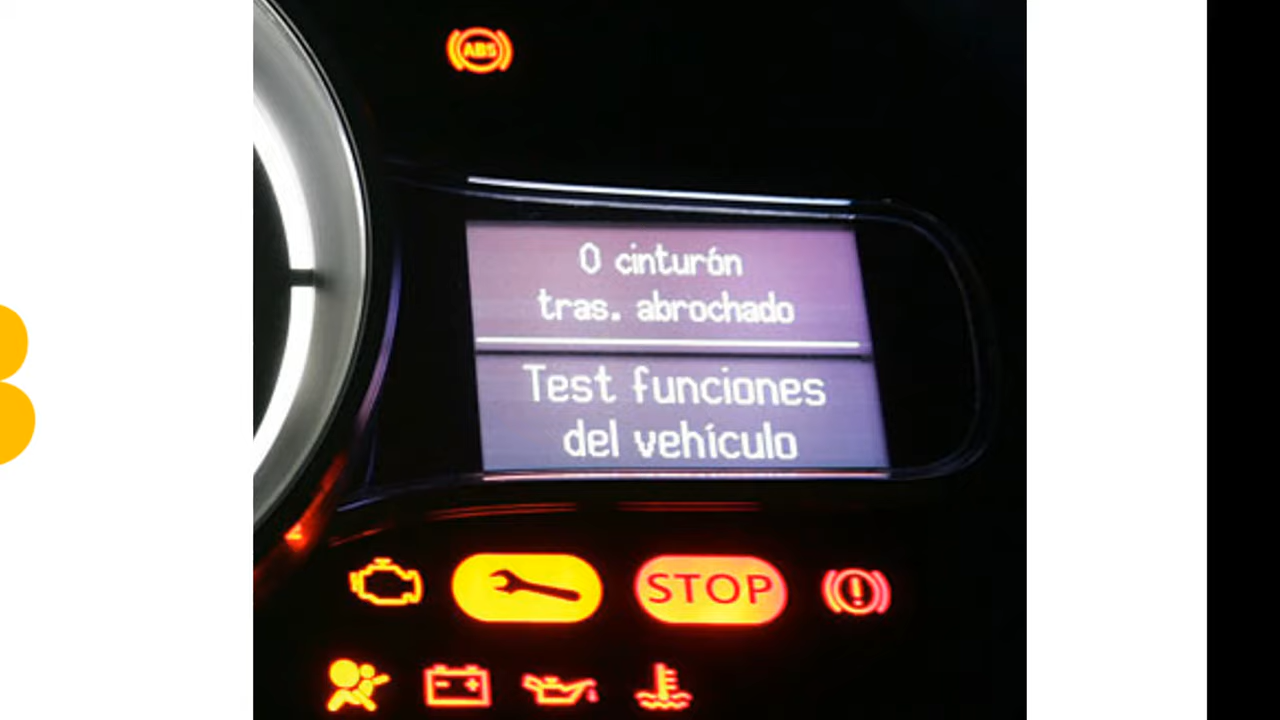 ABS
0 cinturón
tras. abrochado
Test funciones
del vehículo
STOP